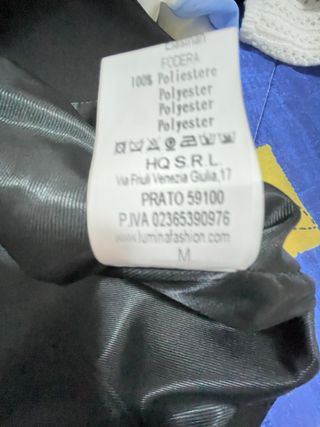 Elasthan
FODERA
100% Poliestere
Polyester
Polyester
Polyester
HQ S.R.L.
Via Friuli Venezia Giulia,17
PRATO 59100
P.IVA 02365390976
www.luminafashion.com
M